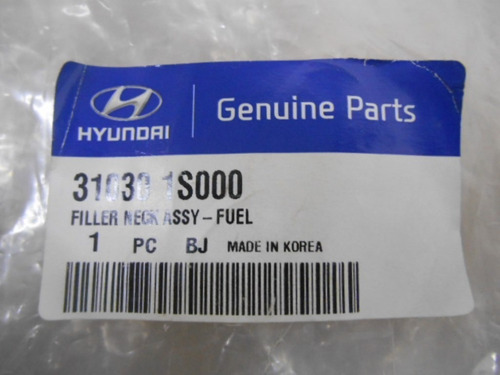 HYUNDAI
Genuine Parts
31030 1S000
FILLER NECK ASSY-FUEL
1 PC BJ MADE IN KOREA